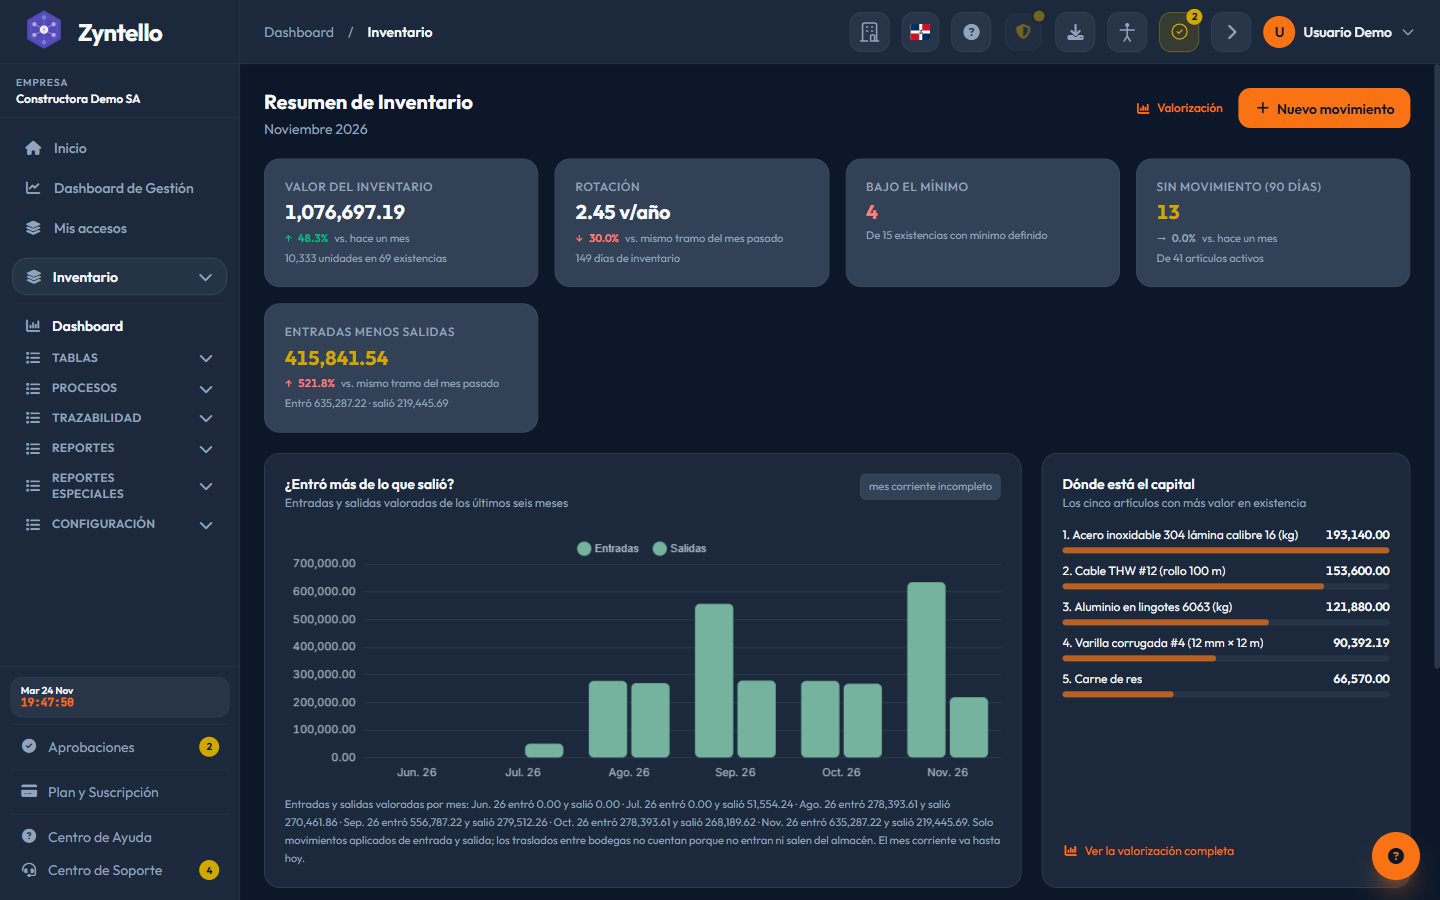 Zyntello
Dashboard / Inventario
2
U
Usuario Demo
EMPRESA
Constructora Demo SA
Inicio
Dashboard de Gestión
Mis accesos
Inventario
Dashboard
TABLAS
PROCESOS
TRAZABILIDAD
REPORTES
REPORTES
ESPECIALES
CONFIGURACIÓN
Mar 24 Nov
19:47:50
Aprobaciones 2
Plan y Suscripción
Centro de Ayuda
Centro de Soporte 4
Resumen de Inventario
Noviembre 2026
Valorización
+ Nuevo movimiento
VALOR DEL INVENTARIO
1,076,697.19
↑ 48.3% vs. hace un mes
10,333 unidades en 69 existencias
ROTACIÓN
2.45 v/año
↓ 30.0% vs. mismo tramo del mes pasado
149 días de inventario
BAJO EL MÍNIMO
4
De 15 existencias con mínimo definido
SIN MOVIMIENTO (90 DÍAS)
13
→ 0.0% vs. hace un mes
De 41 artículos activos
ENTRADAS MENOS SALIDAS
415,841.54
↑ 521.8% vs. mismo tramo del mes pasado
Entró 635,287.22 · salió 219,445.69
¿Entró más de lo que salió?
Entradas y salidas valoradas de los últimos seis meses
mes corriente incompleto
Entradas Salidas
700,000.00
600,000.00
500,000.00
400,000.00
300,000.00
200,000.00
100,000.00
0.00
Jun. 26 Jul. 26 Ago. 26 Sep. 26 Oct. 26 Nov. 26
Entradas y salidas valoradas por mes: Jun. 26 entró 0.00 y salió 0.00 · Jul. 26 entró 0.00 y salió 51,554.24 · Ago. 26 entró 278,393.61 y salió
270,461.86 · Sep. 26 entró 556,787.22 y salió 279,512.26 · Oct. 26 entró 278,393.61 y salió 268,189.62 · Nov. 26 entró 635,287.22 y salió 219,445.69. Solo
movimientos aplicados de entrada y salida; los traslados entre bodegas no cuentan porque no entran ni salen del almacén. El mes corriente va hasta
hoy.
Dónde está el capital
Los cinco artículos con más valor en existencia
1. Acero inoxidable 304 lámina calibre 16 (kg) 193,140.00
2. Cable THW #12 (rollo 100 m) 153,600.00
3. Aluminio en lingotes 6063 (kg) 121,880.00
4. Varilla corrugada #4 (12 mm × 12 m) 90,392.19
5. Carne de res 66,570.00
Ver la valorización completa